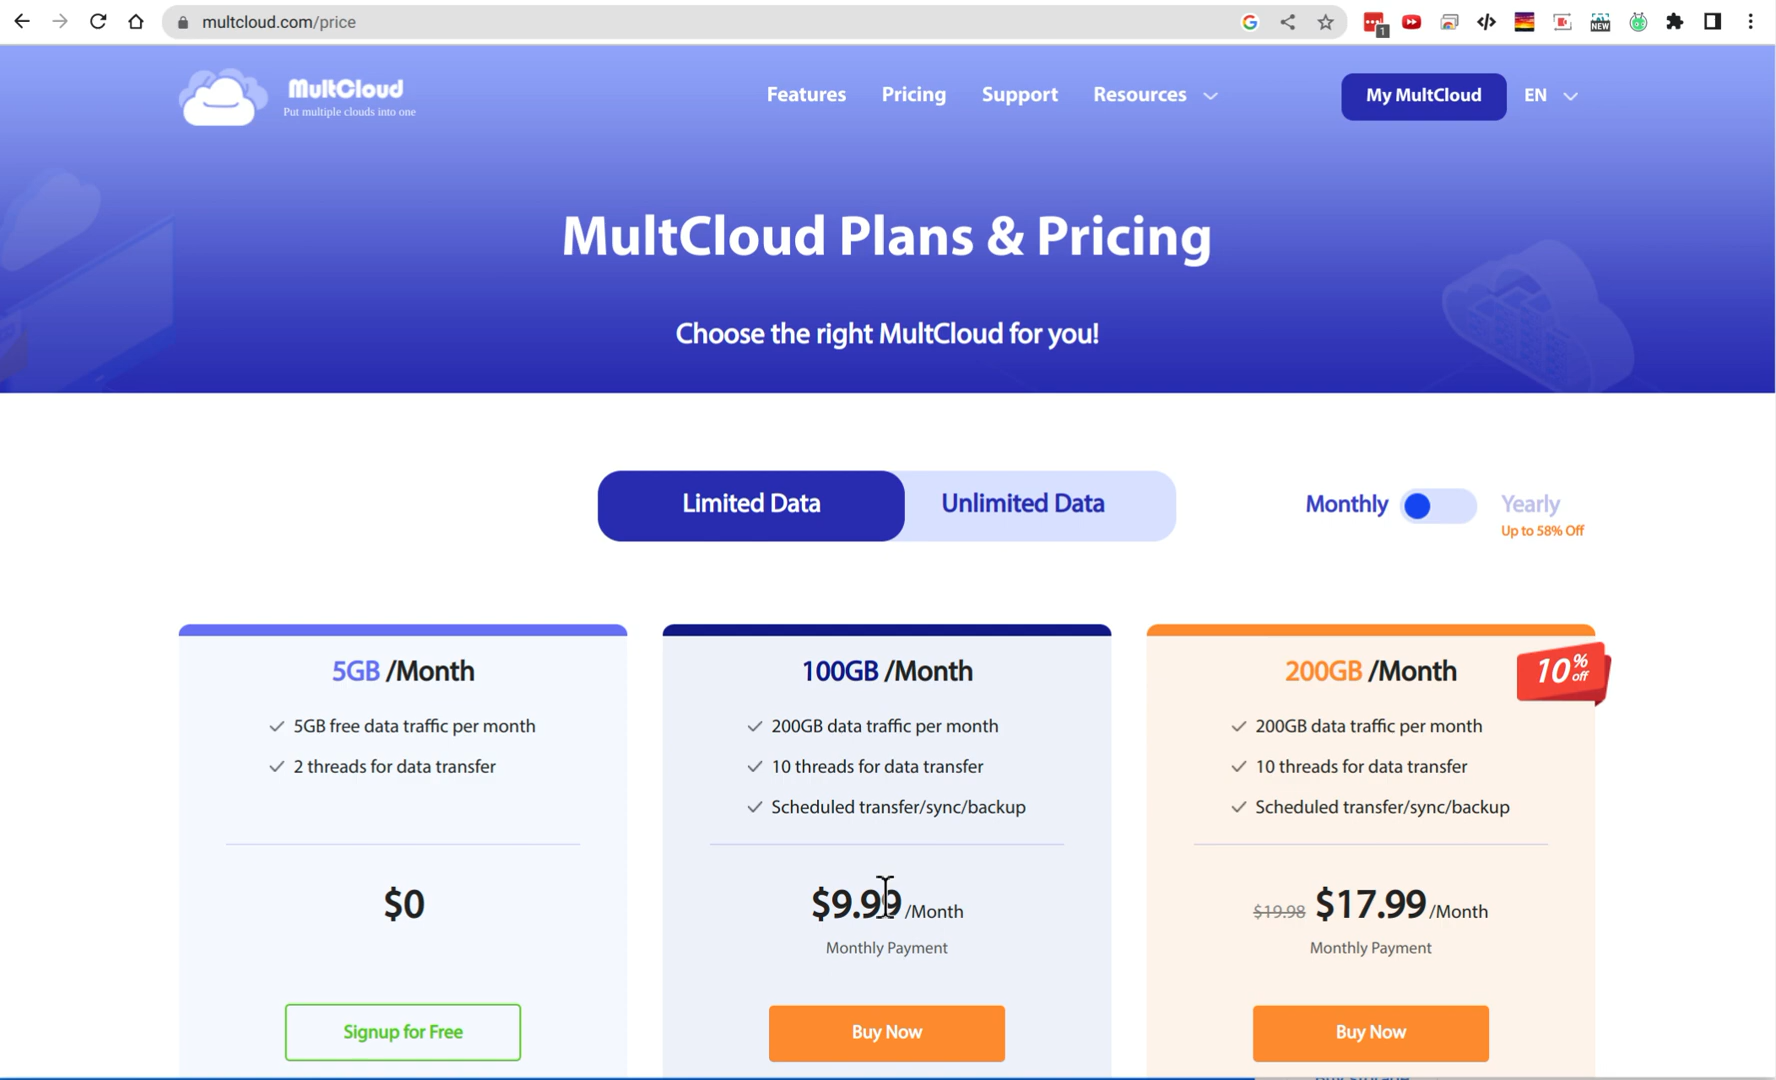 multcloud.com/price
1
NEW
MultCloud
Put multiple clouds into one
Features
Pricing
Support
Resources
My MultCloud
EN
MultCloud Plans & Pricing
Choose the right MultCloud for you!
Limited Data
Unlimited Data
Monthly
Yearly
Up to 58% Off
5GB /Month
5GB free data traffic per month
2 threads for data transfer
$0
Signup for Free
100GB /Month
200GB data traffic per month
10 threads for data transfer
Scheduled transfer/sync/backup
$9.99 /Month
Monthly Payment
Buy Now
200GB /Month
10% off
200GB data traffic per month
10 threads for data transfer
Scheduled transfer/sync/backup
$19.98 $17.99 /Month
Monthly Payment
Buy Now